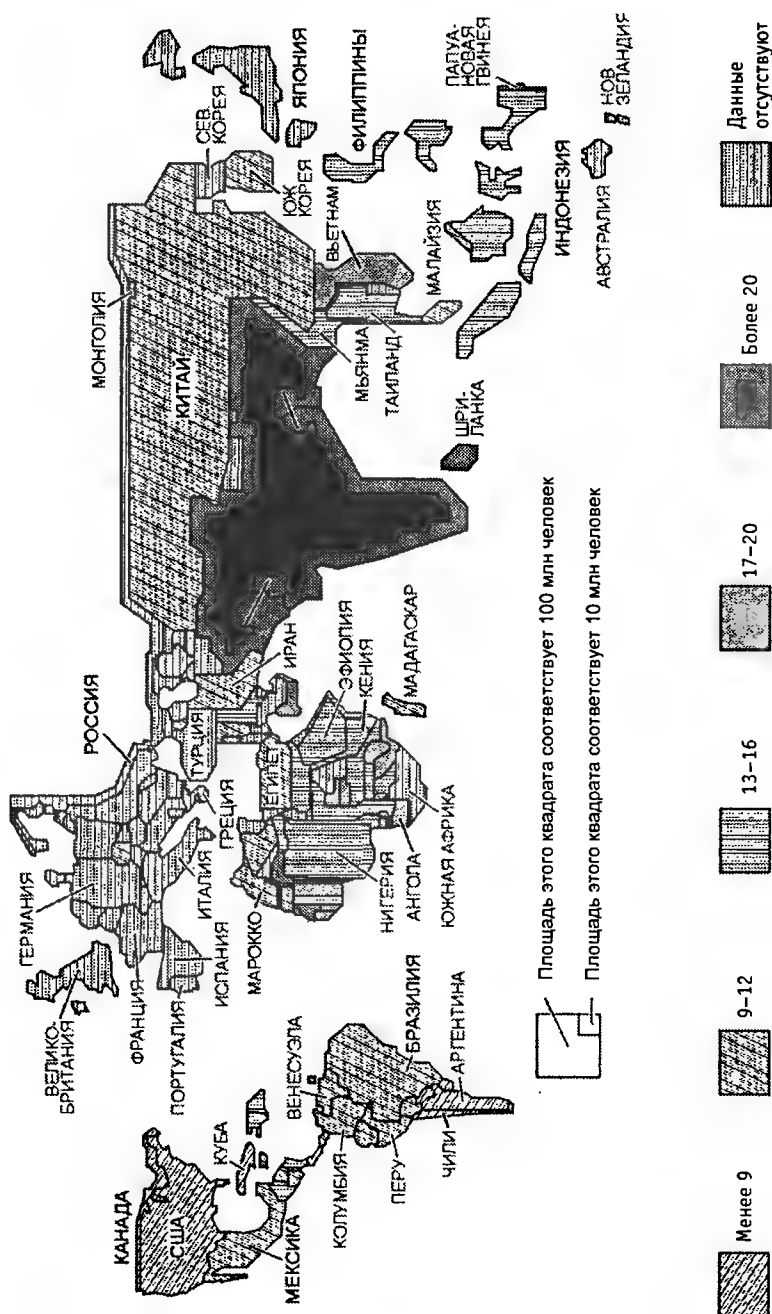 КАНАДА
США
МЕКСИКА
КУБА
КОЛУМБИЯ
ВЕНЕСУЭЛА
ПЕРУ
БРАЗИЛИЯ
ЧИЛИ
АРГЕНТИНА
ВЕЛИКО-
БРИТАНИЯ
ГЕРМАНИЯ
ФРАНЦИЯ
ПОРТУГАЛИЯ
ИСПАНИЯ
ИТАЛИЯ
ГРЕЦИЯ
РОССИЯ
ТУРЦИЯ
МАРОККО
ЕГИПЕТ
ИРАН
ЭФИОПИЯ
КЕНИЯ
МАДАГАСКАР
НИГЕРИЯ
АНГОЛА
ЮЖНАЯ АФРИКА
МОНГОЛИЯ
КИТАЙ
СЕВ.
КОРЕЯ
ЮЖ
КОРЕЯ
ЯПОНИЯ
МЬЯНМА
ТАИЛАНД
ВЬЕТНАМ
ФИЛИППИНЫ
ШРИ-
ЛАНКА
МАЛАЙЗИЯ
ИНДОНЕЗИЯ
ПАПУА-
НОВАЯ
ГВИНЕЯ
АВСТРАЛИЯ
НОВ
ЗЕЛАНДИЯ
Площадь этого квадрата соответствует 100 млн человек
Площадь этого квадрата соответствует 10 млн человек
Менее 9
9–12
13–16
17–20
Более 20
Данные
отсутствуют